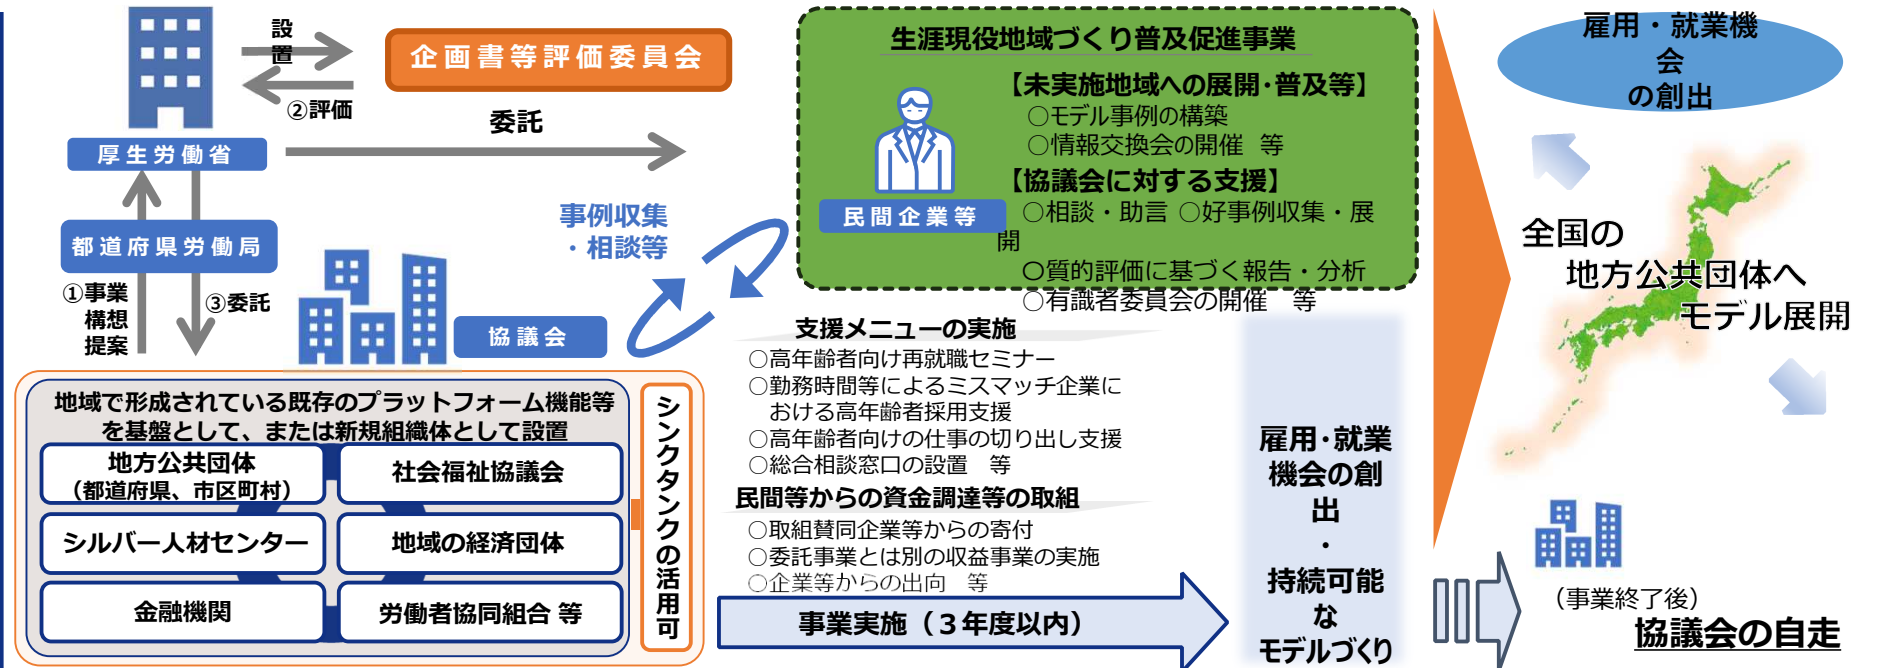 設
置
企画書等評価委員会
②評価
委託
厚生労働省
都道府県労働局
①事業
構想
提案
③委託
協議会
事例収集
・相談等
地域で形成されている既存のプラットフォーム機能等
を基盤として、または新規組織体として設置
地方公共団体
（都道府県、市区町村）
社会福祉協議会
シルバー人材センター
地域の経済団体
金融機関
労働者協同組合 等
シンクタンクの活用可
生涯現役地域づくり普及促進事業
【未実施地域への展開・普及等】
○モデル事例の構築
○情報交換会の開催 等
【協議会に対する支援】
民間企業等
○相談・助言 ○好事例収集・展
開
○質的評価に基づく報告・分析
○有識者委員会の開催 等
支援メニューの実施
○高年齢者向け再就職セミナー
○勤務時間等によるミスマッチ企業に
おける高年齢者採用支援
○高年齢者向けの仕事の切り出し支援
○総合相談窓口の設置 等
民間等からの資金調達等の取組
○取組賛同企業等からの寄付
○委託事業とは別の収益事業の実施
○企業等からの出向 等
事業実施（３年度以内）
雇用・就業
機会の創
出
・
持続可能
な
モデルづくり
雇用・就業機
会
の創出
全国の
地方公共団体へ
モデル展開
（事業終了後）
協議会の自走